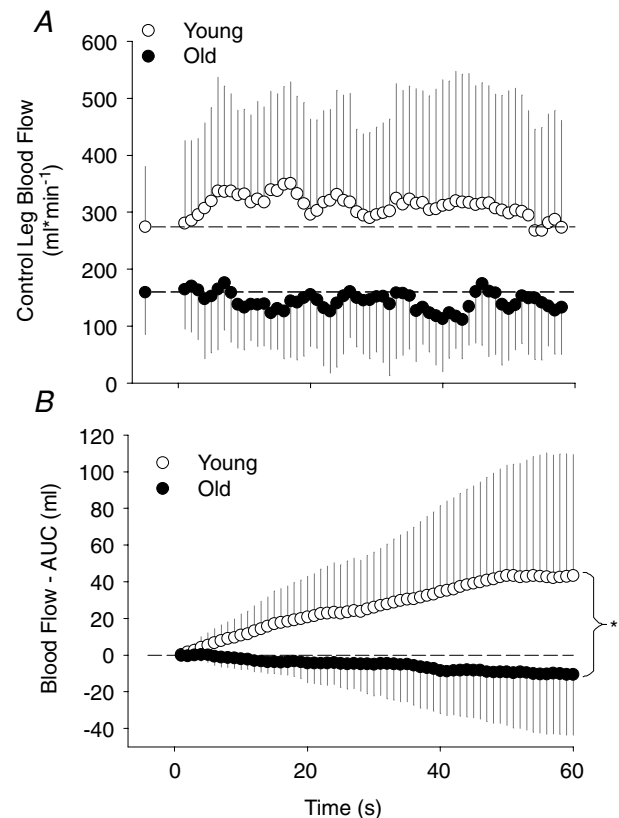 A
Young
Old
600
500
400
300
200
100
0
Control Leg Blood Flow
(ml*min-1)
B
Young
Old
120
100
80
60
40
20
0
-20
-40
Blood Flow - AUC (ml)
*
0 20 40 60
Time (s)